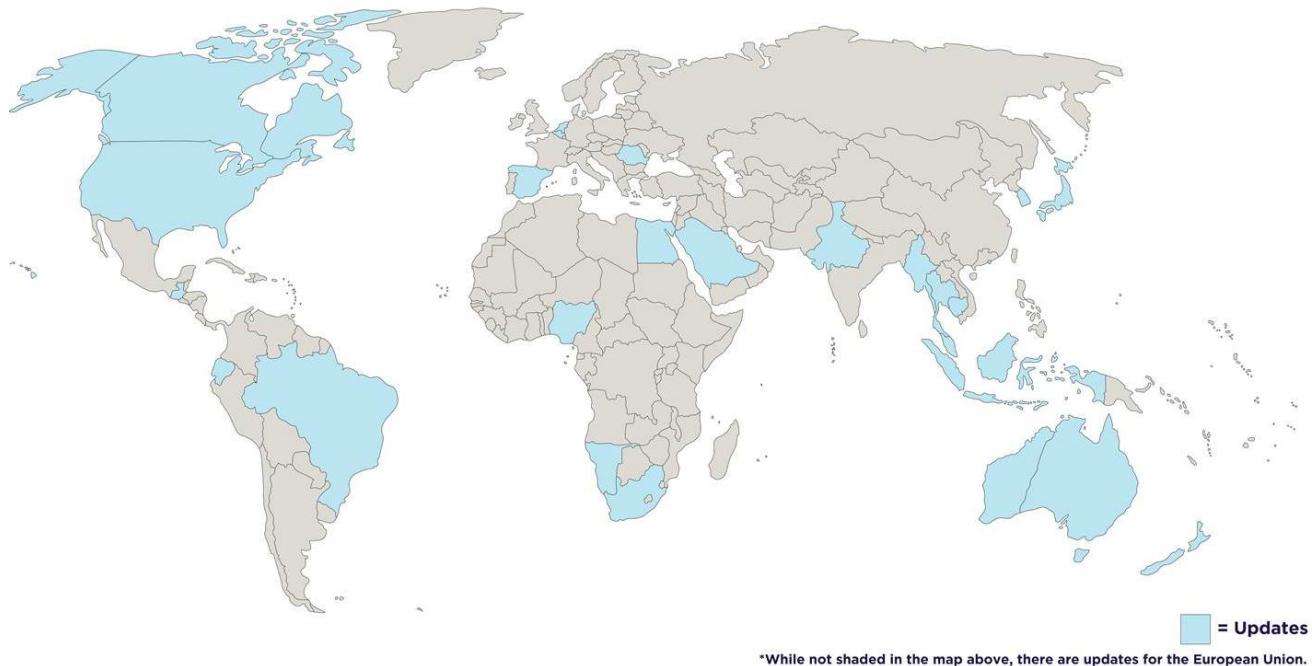 = Updates
*While not shaded in the map above, there are updates for the European Union.